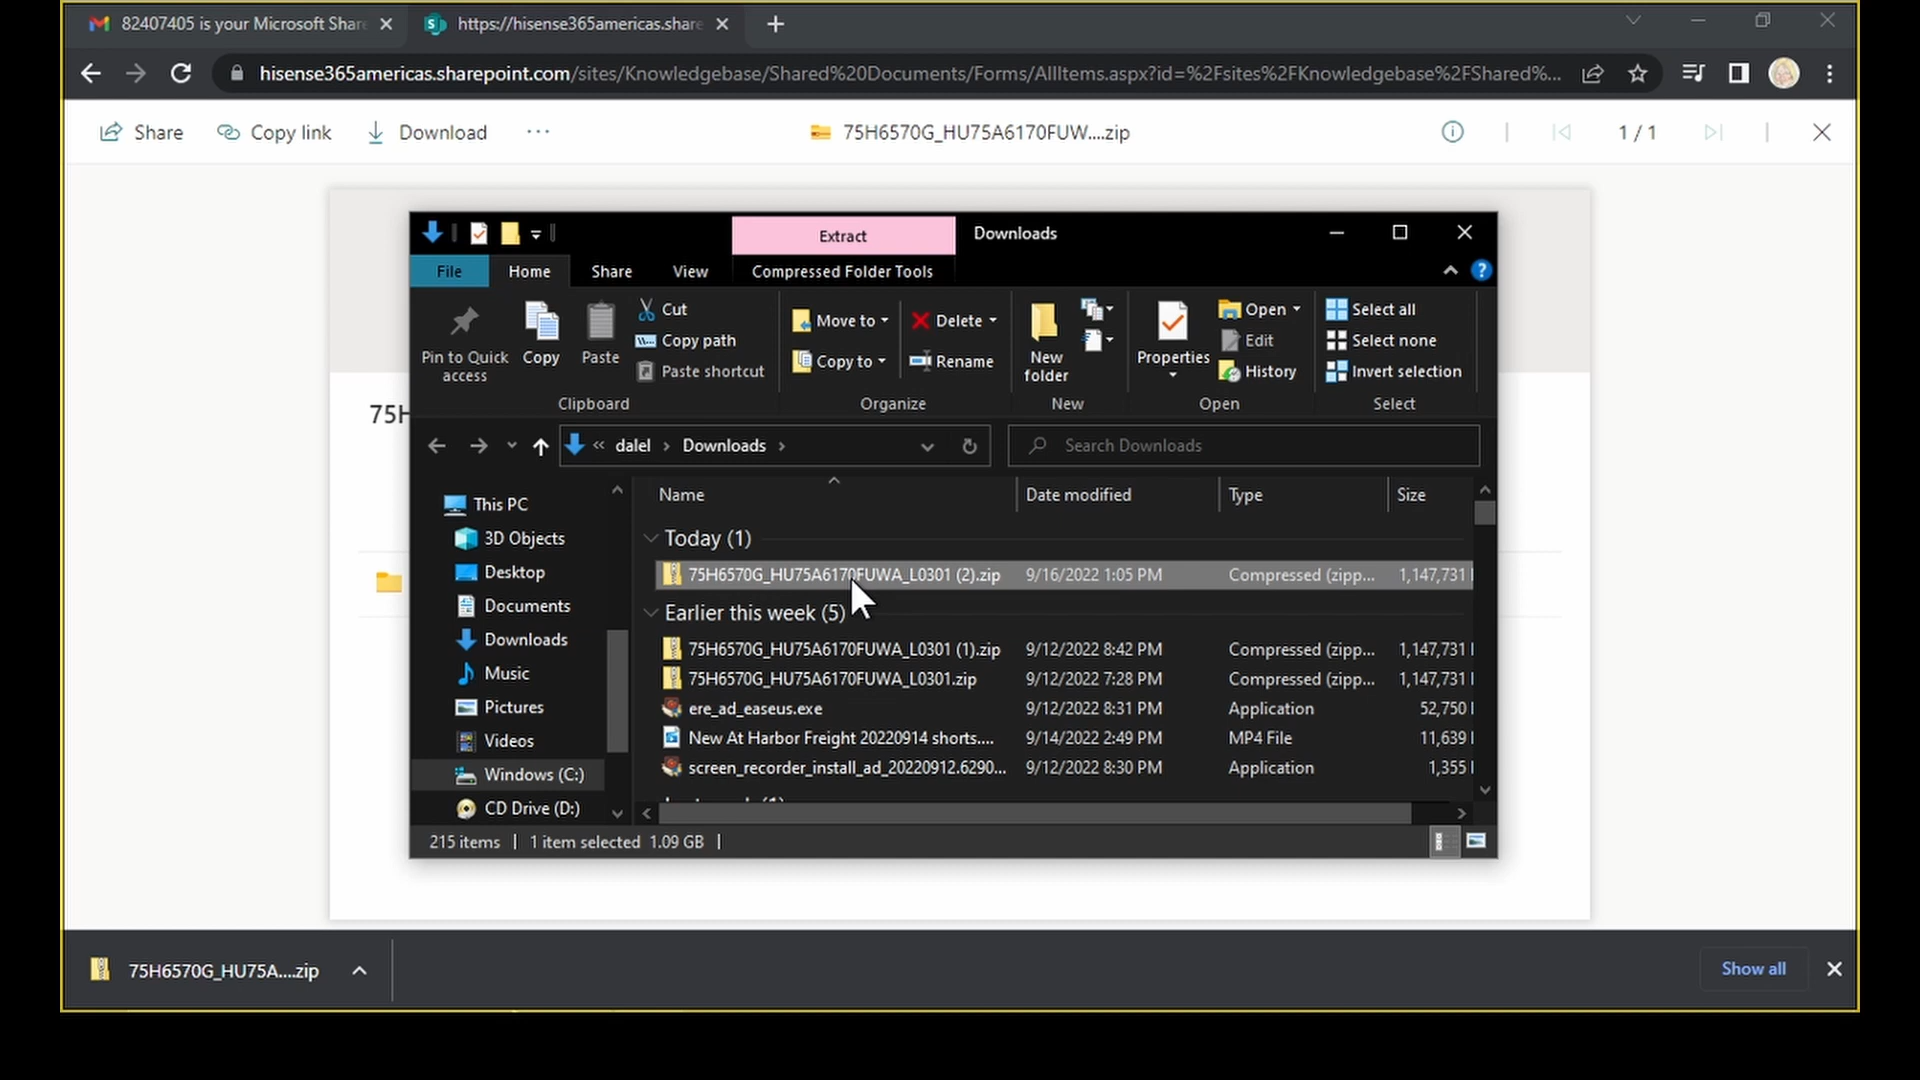 82407405 is your Microsoft Shar
https://hisense365americas.share
hisense365americas.sharepoint.com/sites/Knowledgebase/Shared%20Documents/Forms/AllItems.aspx?id=%2Fsites%2FKnowledgebase%2FShared%...
Share Copy link Download ... 75H6570G_HU75A6170FUW....zip 1 / 1
75H
Extract Downloads
File Home Share View Compressed Folder Tools
Pin to Quick access
Copy
Paste
Cut
Copy path
Paste shortcut
Clipboard
Move to
Copy to
Delete
Rename
Organize
New folder
New
Properties
Open
Edit
History
Open
Select all
Select none
Invert selection
Select
« dalel > Downloads >
Search Downloads
This PC
3D Objects
Desktop
Documents
Downloads
Music
Pictures
Videos
Windows (C:)
CD Drive (D:)
Name Date modified Type Size
Today (1)
75H6570G_HU75A6170FUWA_L0301 (2).zip 9/16/2022 1:05 PM Compressed (zipp... 1,147,731
Earlier this week (5)
75H6570G_HU75A6170FUWA_L0301 (1).zip 9/12/2022 8:42 PM Compressed (zipp... 1,147,731
75H6570G_HU75A6170FUWA_L0301.zip 9/12/2022 7:28 PM Compressed (zipp... 1,147,731
ere_ad_easeus.exe 9/12/2022 8:31 PM Application 52,750
New At Harbor Freight 20220914 shorts.... 9/14/2022 2:49 PM MP4 File 11,639
screen_recorder_install_ad_20220912.6290... 9/12/2022 8:30 PM Application 1,355
215 items | 1 item selected 1.09 GB |
75H6570G_HU75A....zip
Show all